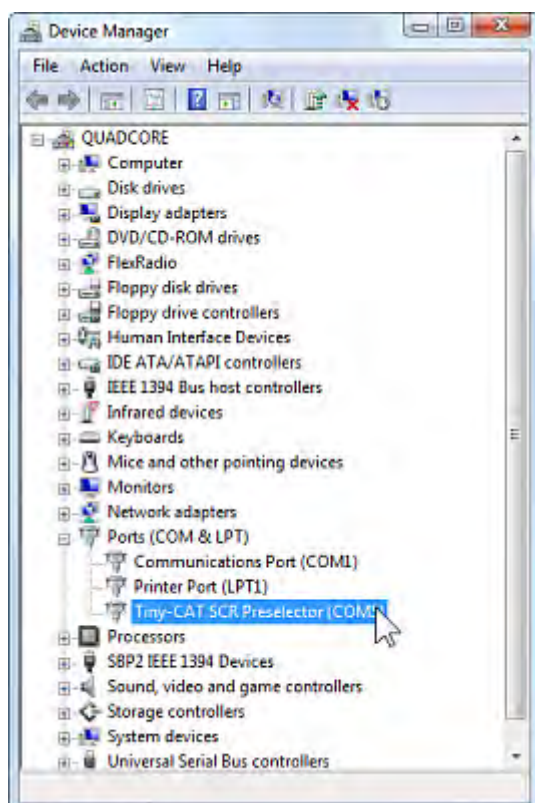 Device Manager
File Action View Help
QUADCORE
Computer
Disk drives
Display adapters
DVD/CD-ROM drives
FlexRadio
Floppy disk drives
Floppy drive controllers
Human Interface Devices
IDE ATA/ATAPI controllers
IEEE 1394 Bus host controllers
Infrared devices
Keyboards
Mice and other pointing devices
Monitors
Network adapters
Ports (COM & LPT)
Communications Port (COM1)
Printer Port (LPT1)
Tiny-CAT SCR Preselector
Processors
SBP2 IEEE 1394 Devices
Sound, video and game controllers
Storage controllers
System devices
Universal Serial Bus controllers